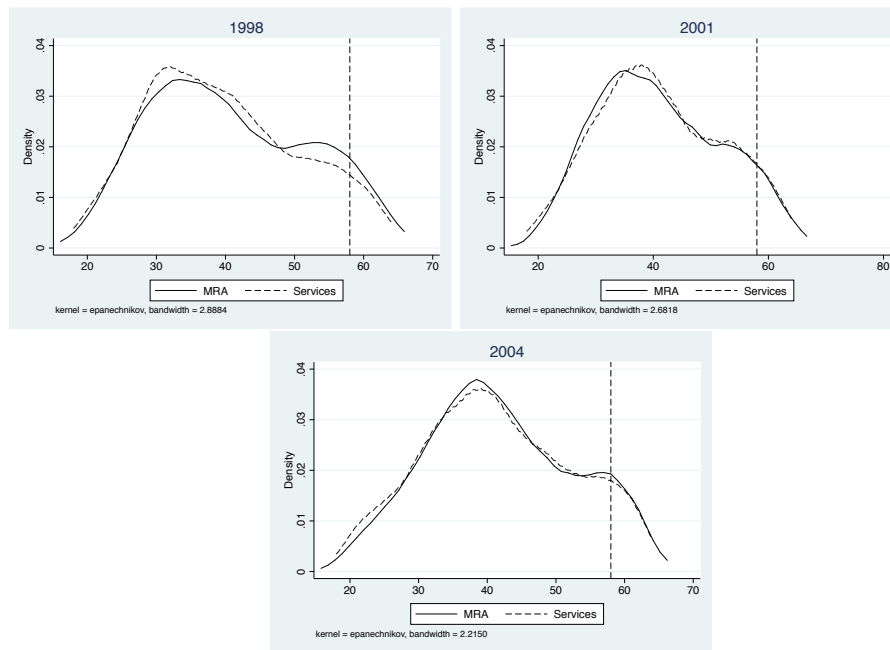 1998
.04
.03
.02
.01
0
Density
20 30 40 50 60 70
MRA Services
kernel = epanechnikov, bandwidth = 2.8884
2001
.04
.03
.02
.01
0
Density
20 40 60 80
MRA Services
kernel = epanechnikov, bandwidth = 2.6818
2004
.04
.03
.02
.01
0
Density
20 30 40 50 60 70
MRA Services
kernel = epanechnikov, bandwidth = 2.2150